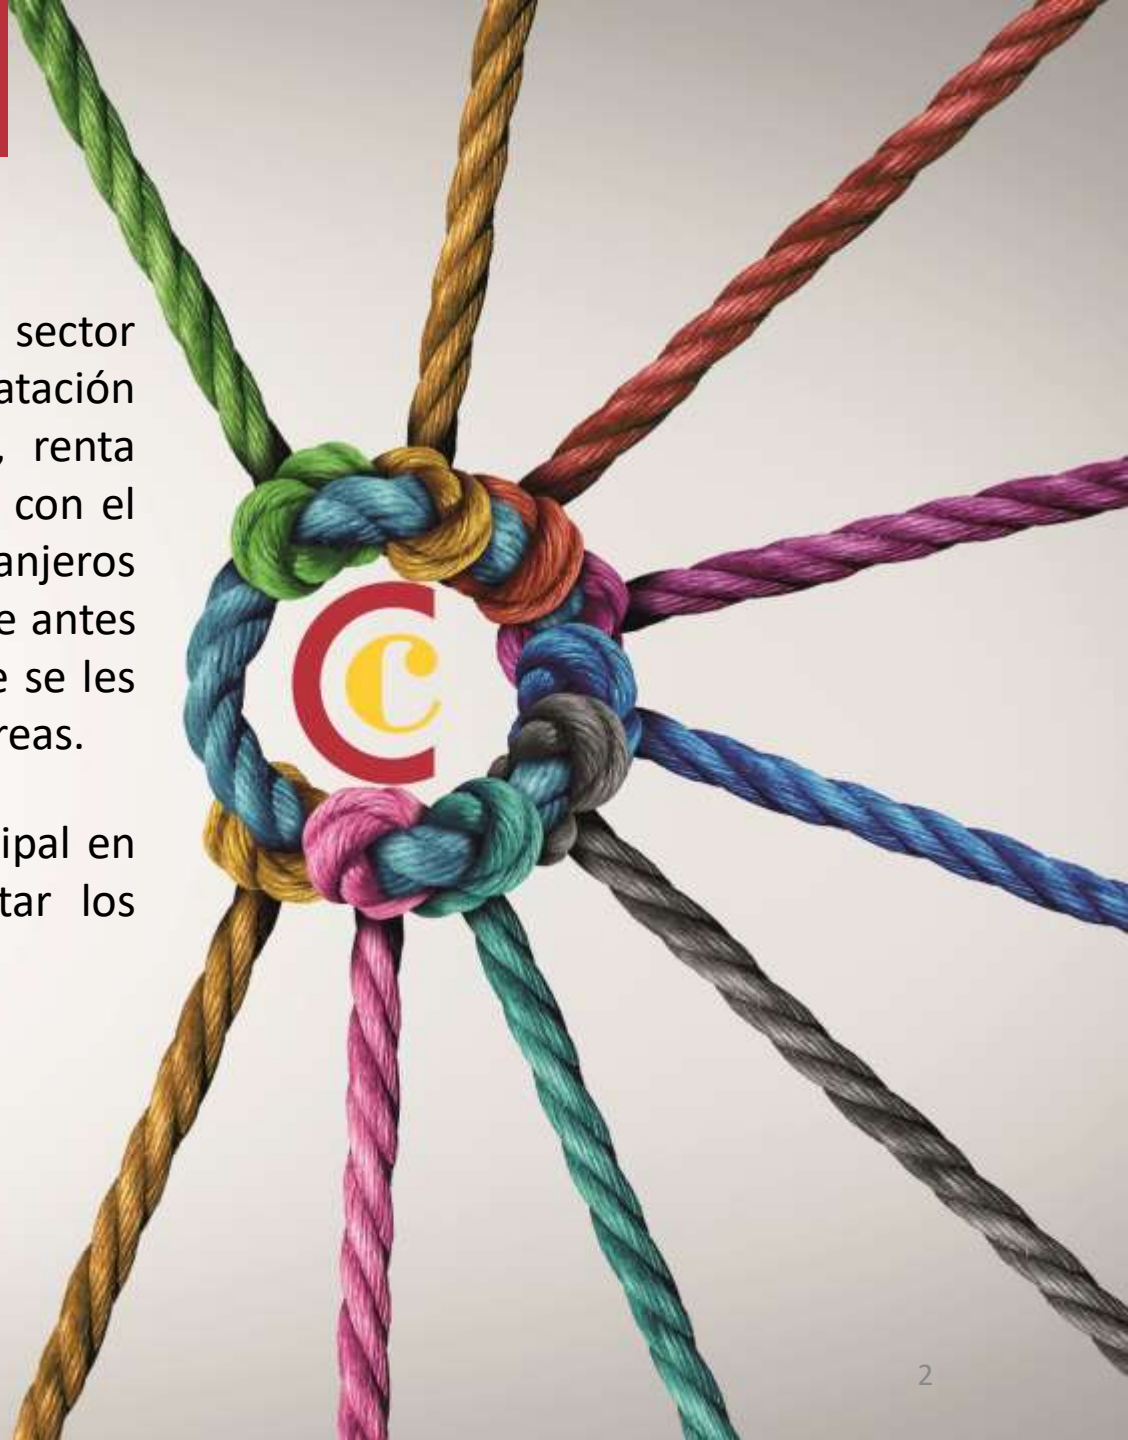 sector
atación
, renta
con el
anjeros
e antes
e se les
reas.
ipal en
tar los
2